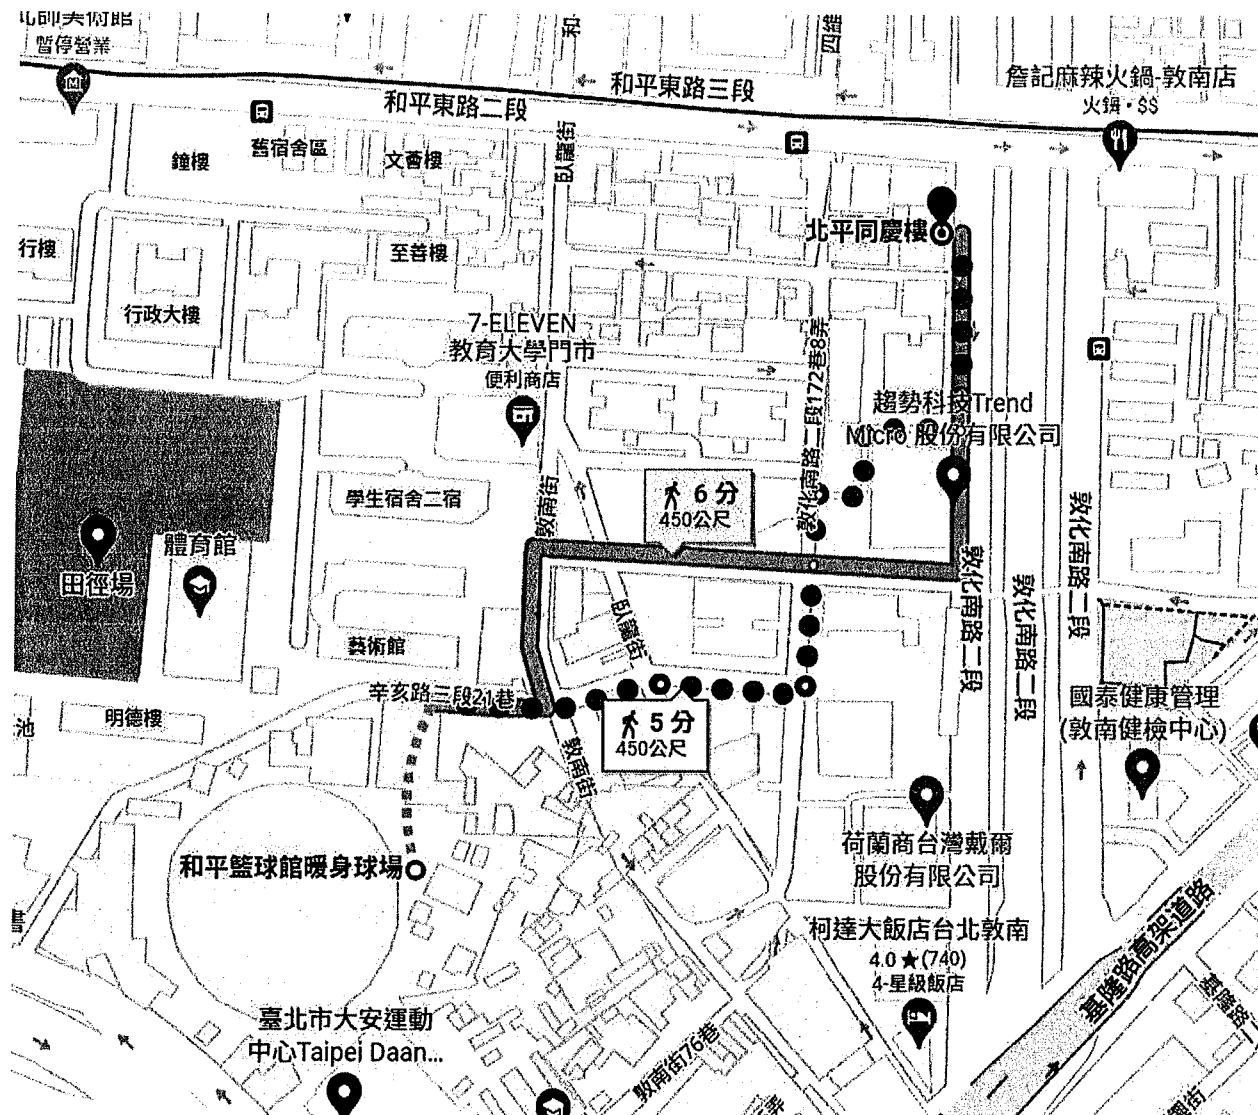 北師美術館
暫停營業
和平東路三段
和平東路二段
詹記麻辣火鍋-敦南店
火鍋·$$
鐘樓
舊宿舍區
文薈樓
臥龍街
北平同慶樓
行樓
至善樓
行政大樓
7-ELEVEN
教育大學門市
便利商店
敦化南路二段172巷8弄
趨勢科技Trend
Micro 股份有限公司
學生宿舍二宿
敦南街
6 分
450公尺
敦化南路二段
敦化南路二段
敦化南路二段
體育館
田徑場
臥龍街
藝術館
辛亥路三段21巷
明德樓
池
5 分
450公尺
敦南街
國泰健康管理
(敦南健檢中心)
和平籃球館暖身球場
荷蘭商台灣戴爾
股份有限公司
柯達大飯店台北敦南
4.0 ★ (740)
4-星級飯店
基隆路高架道路
臺北市大安運動
中心Taipei Daan...
敦南街76巷